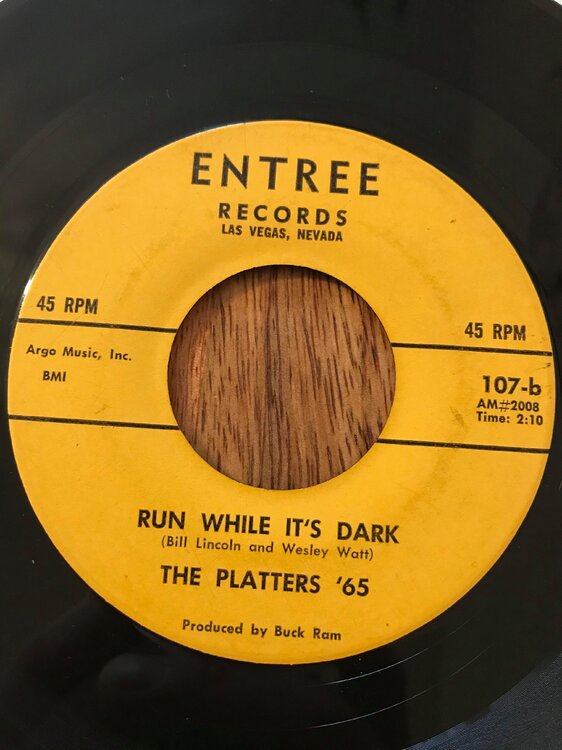 ENTREE
RECORDS
LAS VEGAS, NEVADA
45 RPM
45 RPM
Argo Music, Inc.
BMI
107-b
AM#2008
Time: 2:10
RUN WHILE IT'S DARK
(Bill Lincoln and Wesley Watt)
THE PLATTERS '65
Produced by Buck Ram